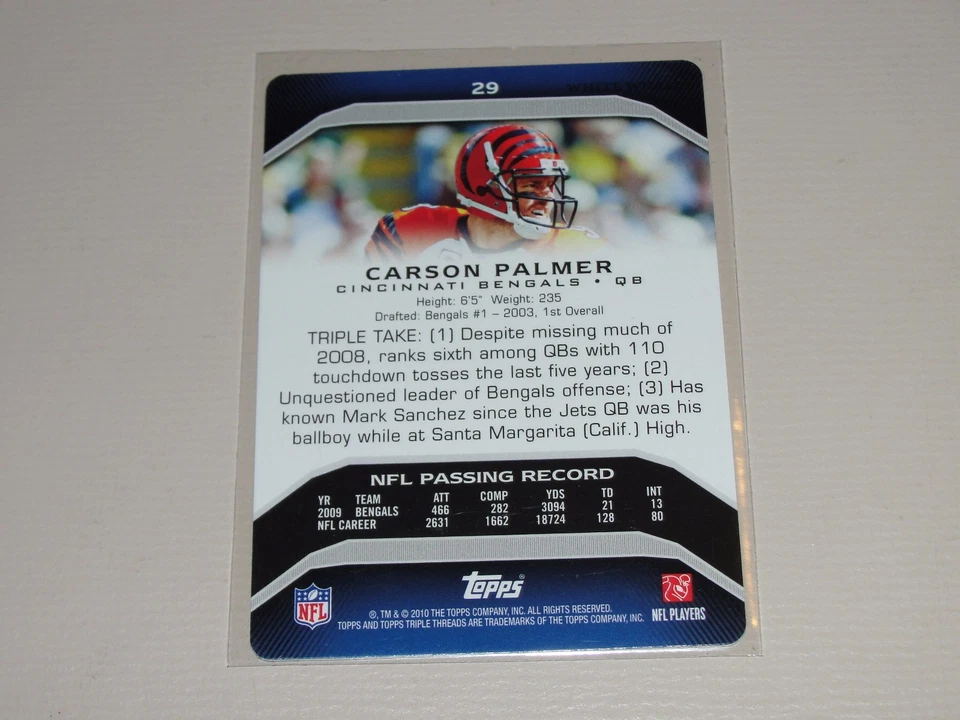 29
CARSON PALMER
CINCINNATI BENGALS • QB
Height: 6'5" Weight: 235
Drafted: Bengals #1 – 2003, 1st Overall
TRIPLE TAKE: (1) Despite missing much of
2008, ranks sixth among QBs with 110
touchdown tosses the last five years; (2)
Unquestioned leader of Bengals offense; (3) Has
known Mark Sanchez since the Jets QB was his
ballboy while at Santa Margarita (Calif.) High.
NFL PASSING RECORD
YR TEAM ATT COMP YDS TD INT
2009 BENGALS 466 282 3094 21 13
NFL CAREER 2631 1662 18724 128 80
NFL
Topps®
NFL PLAYERS
®, TM & © 2010 THE TOPPS COMPANY, INC. ALL RIGHTS RESERVED.
TOPPS AND TOPPS TRIPLE THREADS ARE TRADEMARKS OF THE TOPPS COMPANY, INC.